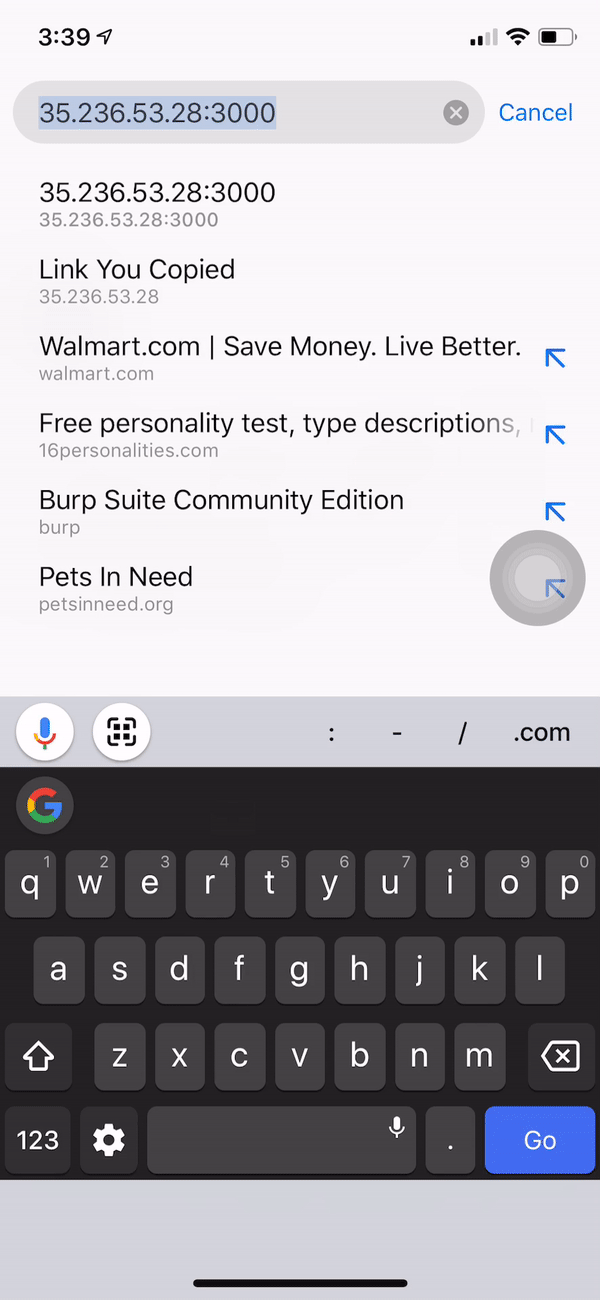 3:39
35.236.53.28:3000
Cancel
35.236.53.28:3000
35.236.53.28:3000
Link You Copied
35.236.53.28
Walmart.com | Save Money. Live Better.
walmart.com
Free personality test, type descriptions,
16personalities.com
Burp Suite Community Edition
burp
Pets In Need
petsinneed.org
: - / .com
G
1 2 3 4 5 6 7 8 9 0
q w e r t y u i o p
a s d f g h j k l
z x c v b n m
123 . Go